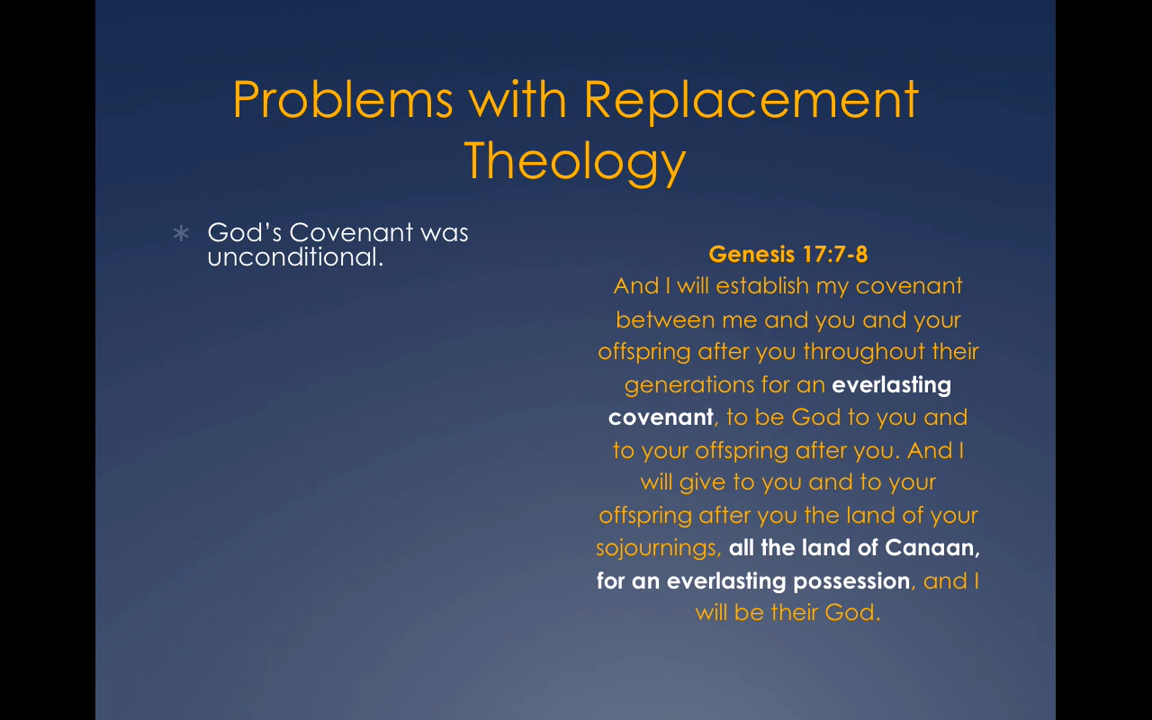 Problems with Replacement
Theology
God’s Covenant was
unconditional.
Genesis 17:7-8
And I will establish my covenant
between me and you and your
offspring after you throughout their
generations for an everlasting
covenant, to be God to you and
to your offspring after you. And I
will give to you and to your
offspring after you the land of your
sojournings, all the land of Canaan,
for an everlasting possession, and I
will be their God.